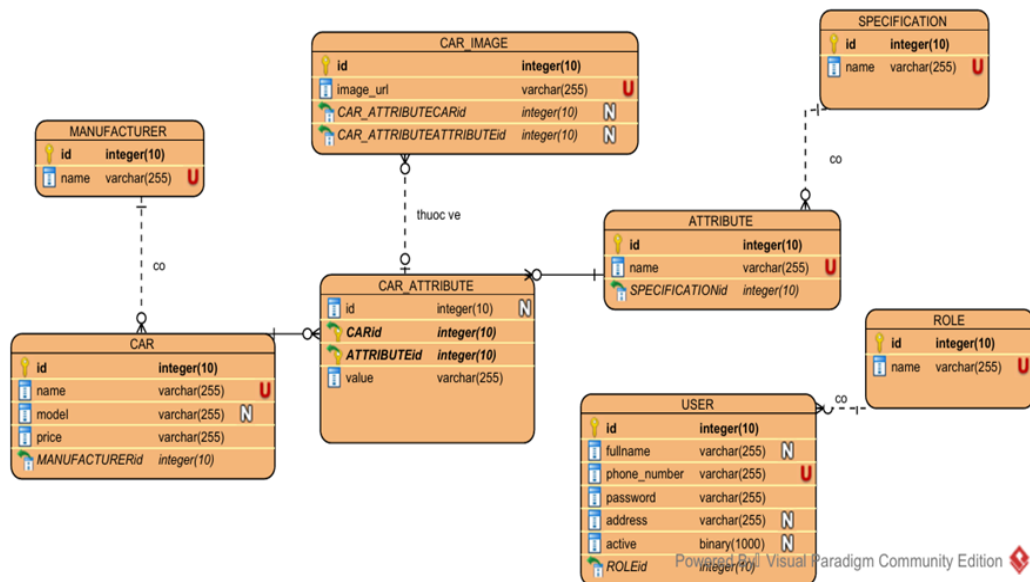 SPECIFICATION
id integer(10)
name varchar(255) U
CAR_IMAGE
id integer(10)
image_url varchar(255) U
CAR_ATTRIBUTECARid integer(10) N
CAR_ATTRIBUTEATTRIBUTEid integer(10) N
MANUFACTURER
id integer(10)
name varchar(255) U
co
thuoc ve
co
ATTRIBUTE
id integer(10)
name varchar(255) U
SPECIFICATIONid integer(10)
CAR_ATTRIBUTE
id integer(10) N
CARid integer(10)
ATTRIBUTEid integer(10)
value varchar(255)
CAR
id integer(10)
name varchar(255) U
model varchar(255) N
price varchar(255)
MANUFACTURERid integer(10)
ROLE
id integer(10)
name varchar(255) U
co
USER
id integer(10)
fullname varchar(255) N
phone_number varchar(255) U
password varchar(255)
address varchar(255) N
active binary(1000) N
ROLEid integer(10)
Powered By Visual Paradigm Community Edition